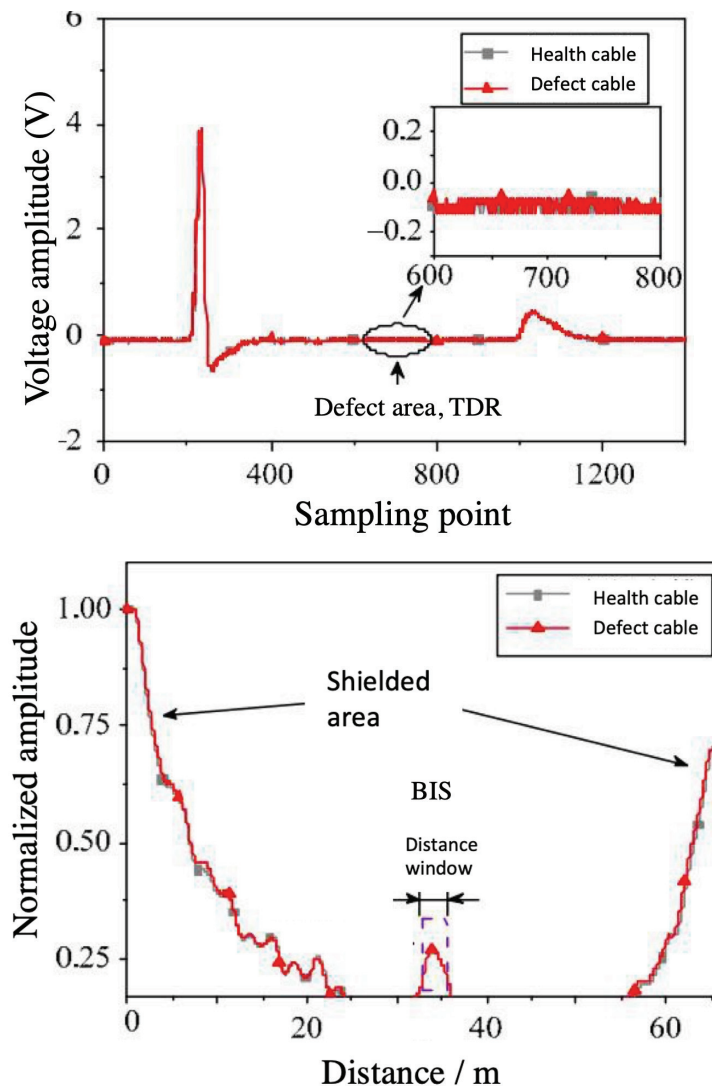 6
4
2
0
-2
Voltage amplitude (V)
Health cable
Defect cable
0.2
0.0
−0.2
600
700
800
Defect area, TDR
0
400
800
1200
Sampling point
1.00
0.75
0.50
0.25
Normalized amplitude
Health cable
Defect cable
Shielded
area
BIS
Distance
window
0
20
40
60
Distance / m